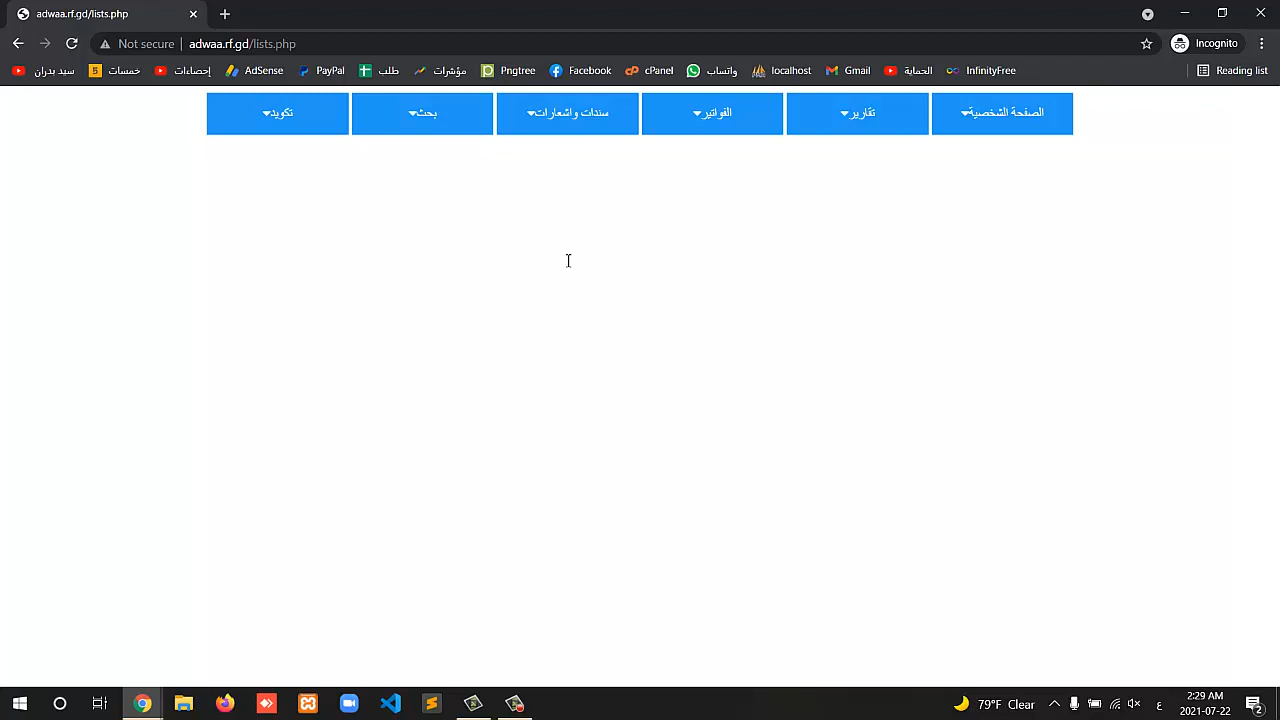 adwaa.rf.gd/lists.php
Not secure adwaa.rf.gd/lists.php Incognito
سيد بدران خمسات إحصاءات AdSense PayPal طلب مؤشرات Pngtree Facebook cPanel واتساب localhost Gmail الحماية InfinityFree Reading list
الصفحة الشخصية تقارير الفواتير سندات واشعارات بحث تكويد
79°F Clear ع 2:29 AM
2021-07-22 2